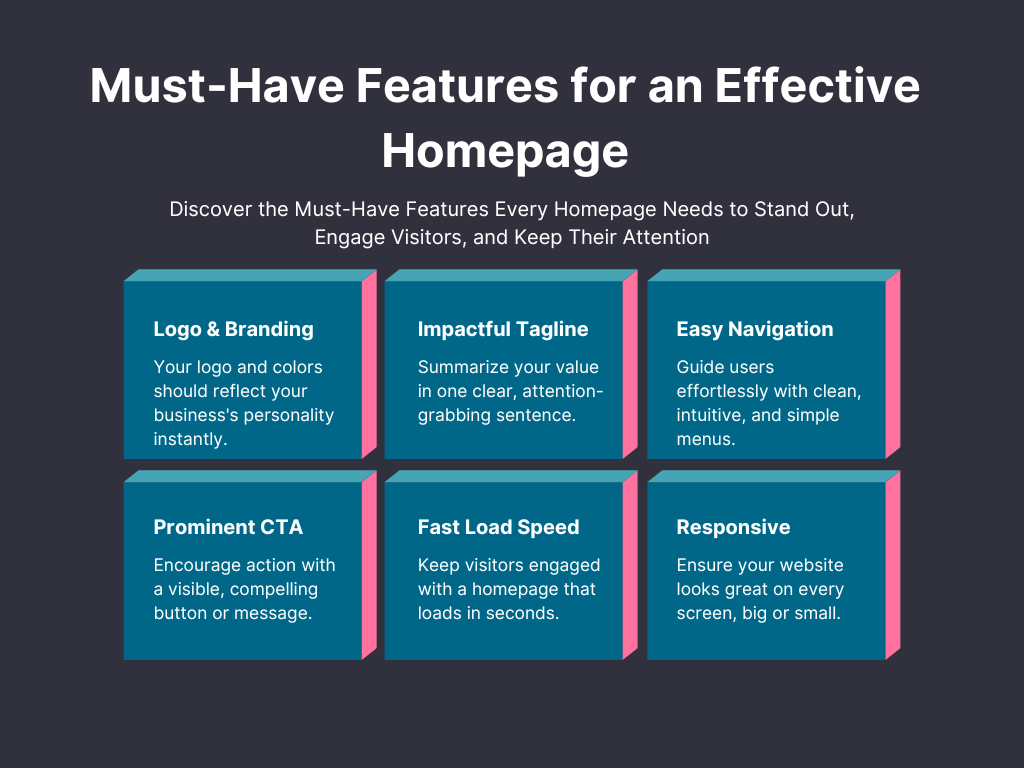 Must-Have Features for an Effective
Homepage
Discover the Must-Have Features Every Homepage Needs to Stand Out,
Engage Visitors, and Keep Their Attention
Logo & Branding
Your logo and colors
should reflect your
business's personality
instantly.
Impactful Tagline
Summarize your value
in one clear, attention-
grabbing sentence.
Easy Navigation
Guide users
effortlessly with clean,
intuitive, and simple
menus.
Prominent CTA
Encourage action with
a visible, compelling
button or message.
Fast Load Speed
Keep visitors engaged
with a homepage that
loads in seconds.
Responsive
Ensure your website
looks great on every
screen, big or small.